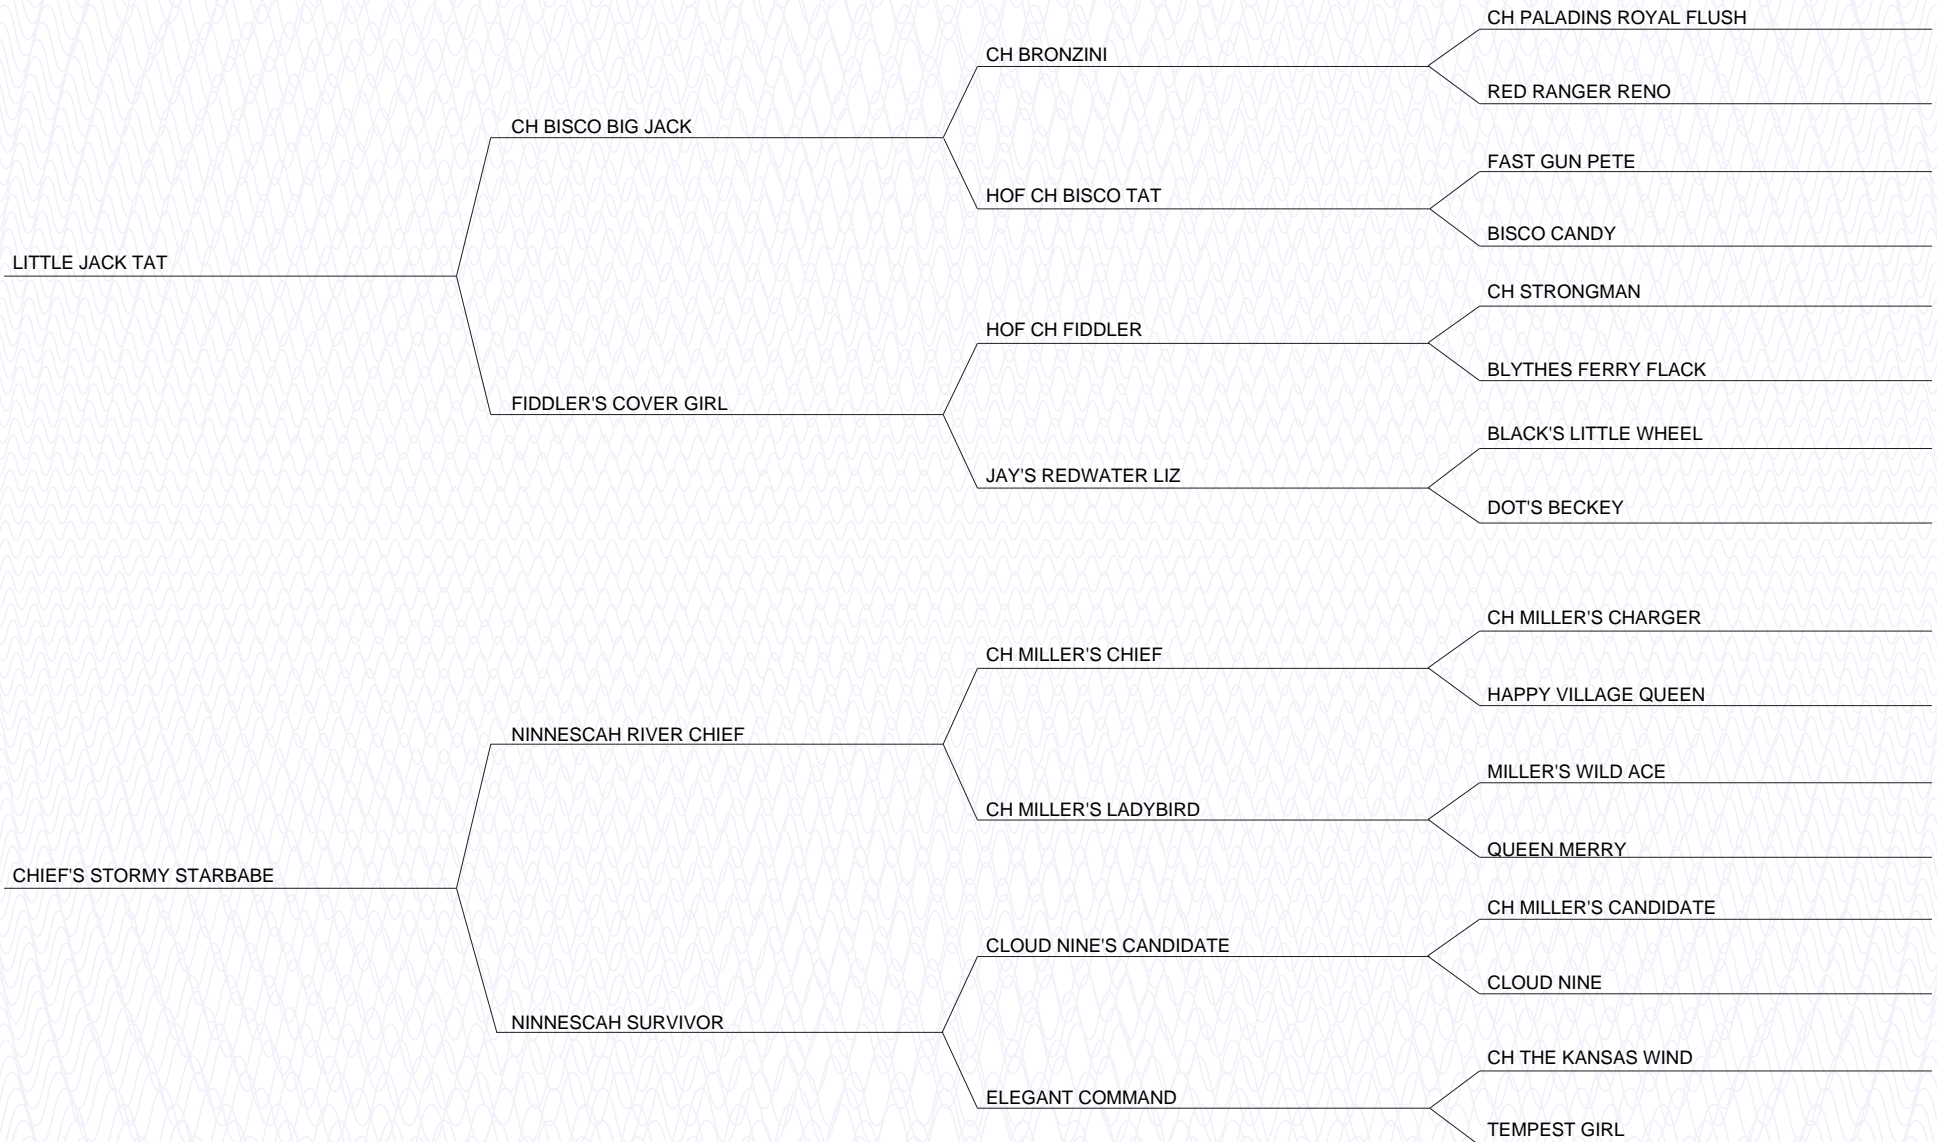 CH PALADINS ROYAL FLUSH
CH BRONZINI
RED RANGER RENO
CH BISCO BIG JACK
FAST GUN PETE
HOF CH BISCO TAT
BISCO CANDY
LITTLE JACK TAT
CH STRONGMAN
HOF CH FIDDLER
BLYTHES FERRY FLACK
FIDDLER'S COVER GIRL
BLACK'S LITTLE WHEEL
JAY'S REDWATER LIZ
DOT'S BECKEY
CH MILLER'S CHARGER
CH MILLER'S CHIEF
HAPPY VILLAGE QUEEN
NINNESCAH RIVER CHIEF
MILLER'S WILD ACE
CH MILLER'S LADYBIRD
QUEEN MERRY
CHIEF'S STORMY STARBABE
CH MILLER'S CANDIDATE
CLOUD NINE'S CANDIDATE
CLOUD NINE
NINNESCAH SURVIVOR
CH THE KANSAS WIND
ELEGANT COMMAND
TEMPEST GIRL